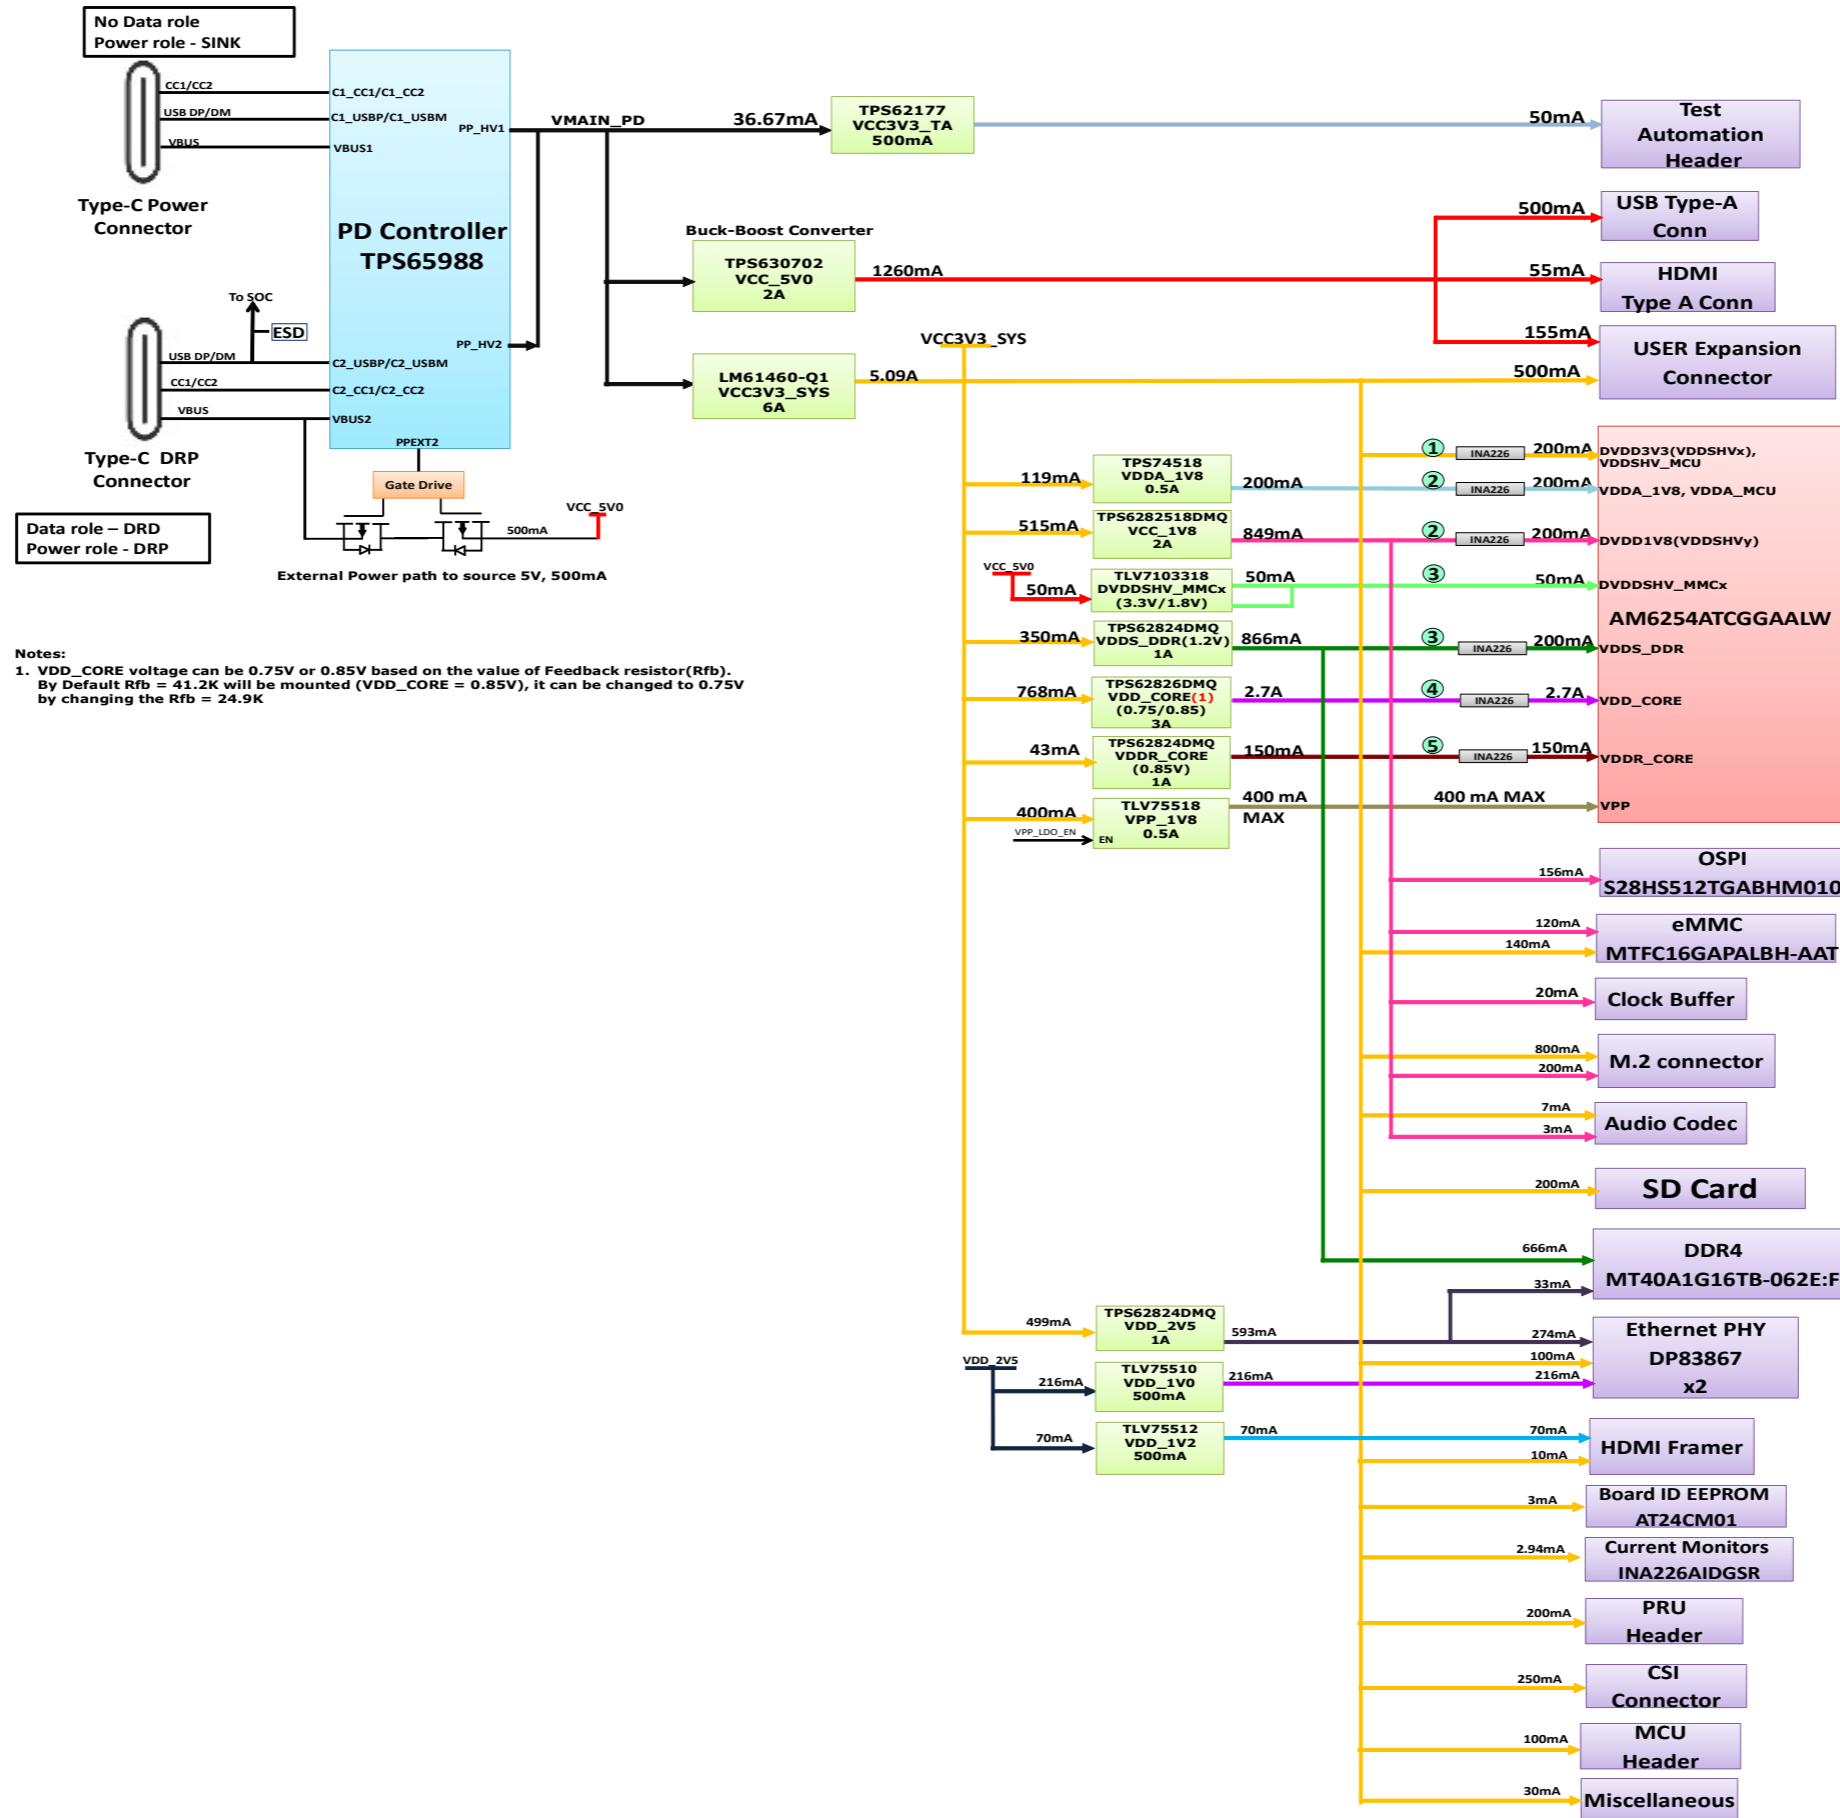 No Data role
Power role - SINK
CC1/CC2
USB DP/DM
VBUS
Type-C Power
Connector
C1_CC1/C1_CC2
C1_USBP/C1_USBM
VBUS1
PP_HV1
PD Controller
TPS65988
PP_HV2
C2_USBP/C2_USBM
C2_CC1/C2_CC2
VBUS2
PPEXT2
To SOC
ESD
USB DP/DM
CC1/CC2
VBUS
Type-C DRP
Connector
Data role – DRD
Power role - DRP
Gate Drive
500mA
VCC_5V0
External Power path to source 5V, 500mA
Notes:
1. VDD_CORE voltage can be 0.75V or 0.85V based on the value of Feedback resistor(Rfb).
By Default Rfb = 41.2K will be mounted (VDD_CORE = 0.85V), it can be changed to 0.75V
by changing the Rfb = 24.9K
VMAIN_PD
36.67mA
TPS62177
VCC3V3_TA
500mA
50mA
Test
Automation
Header
Buck-Boost Converter
TPS630702
VCC_5V0
2A
1260mA
500mA
USB Type-A
Conn
55mA
HDMI
Type A Conn
155mA
USER Expansion
Connector
500mA
VCC3V3_SYS
LM61460-Q1
VCC3V3_SYS
6A
5.09A
1
INA226
200mA
DVDD3V3(VDDSHVx),
VDDSHV_MCU
119mA
TPS74518
VDDA_1V8
0.5A
200mA
2
INA226
200mA
VDDA_1V8, VDDA_MCU
515mA
TPS6282518DMQ
VCC_1V8
2A
849mA
2
INA226
200mA
DVDD1V8(VDDSHVy)
VCC_5V0
50mA
TLV7103318
DVDDSHV_MMCx
(3.3V/1.8V)
50mA
3
50mA
DVDDSHV_MMCx
AM6254ATCGGAALW
350mA
TPS62824DMQ
VDDS_DDR(1.2V)
1A
866mA
3
INA226
200mA
VDDS_DDR
768mA
TPS62826DMQ
VDD_CORE(1)
(0.75/0.85)
3A
2.7A
4
INA226
2.7A
VDD_CORE
43mA
TPS62824DMQ
VDDR_CORE
(0.85V)
1A
150mA
5
INA226
150mA
VDDR_CORE
400mA
VPP_LDO_EN
EN
TLV75518
VPP_1V8
0.5A
400 mA
MAX
400 mA MAX
VPP
156mA
OSPI
S28HS512TGABHM010
120mA
140mA
eMMC
MTFC16GAPALBH-AAT
20mA
Clock Buffer
800mA
200mA
M.2 connector
7mA
3mA
Audio Codec
200mA
SD Card
666mA
33mA
DDR4
MT40A1G16TB-062E:F
499mA
TPS62824DMQ
VDD_2V5
1A
593mA
274mA
100mA
216mA
Ethernet PHY
DP83867
x2
VDD_2V5
216mA
TLV75510
VDD_1V0
500mA
216mA
70mA
TLV75512
VDD_1V2
500mA
70mA
70mA
10mA
HDMI Framer
3mA
Board ID EEPROM
AT24CM01
2.94mA
Current Monitors
INA226AIDGSR
200mA
PRU
Header
250mA
CSI
Connector
100mA
MCU
Header
30mA
Miscellaneous